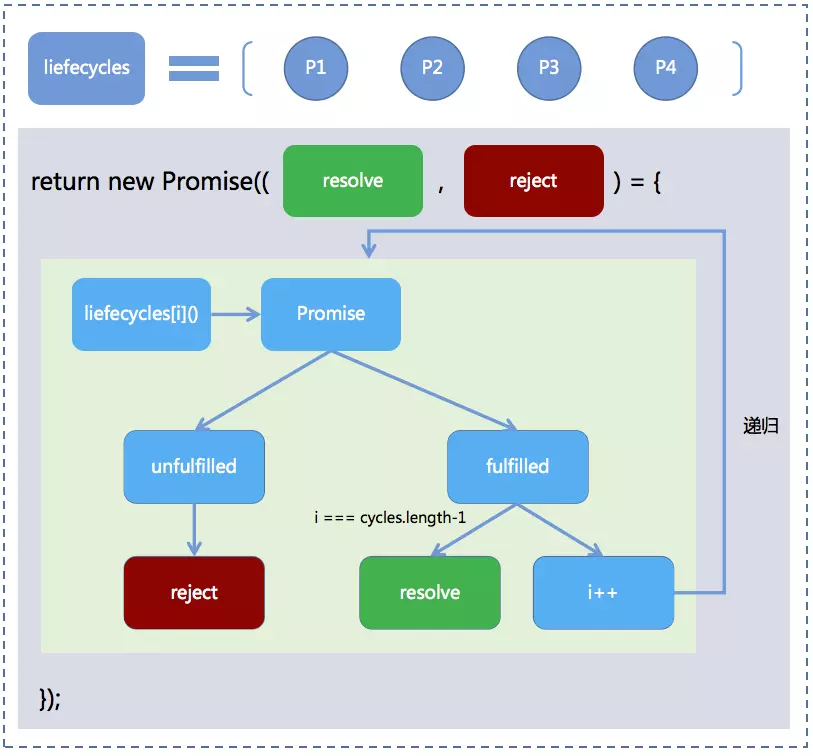 liefecycles P1 P2 P3 P4
return new Promise(( resolve , reject ) = {
liefecycles[i]() Promise
递归
unfulfilled fulfilled
i === cycles.length-1
reject resolve i++
});